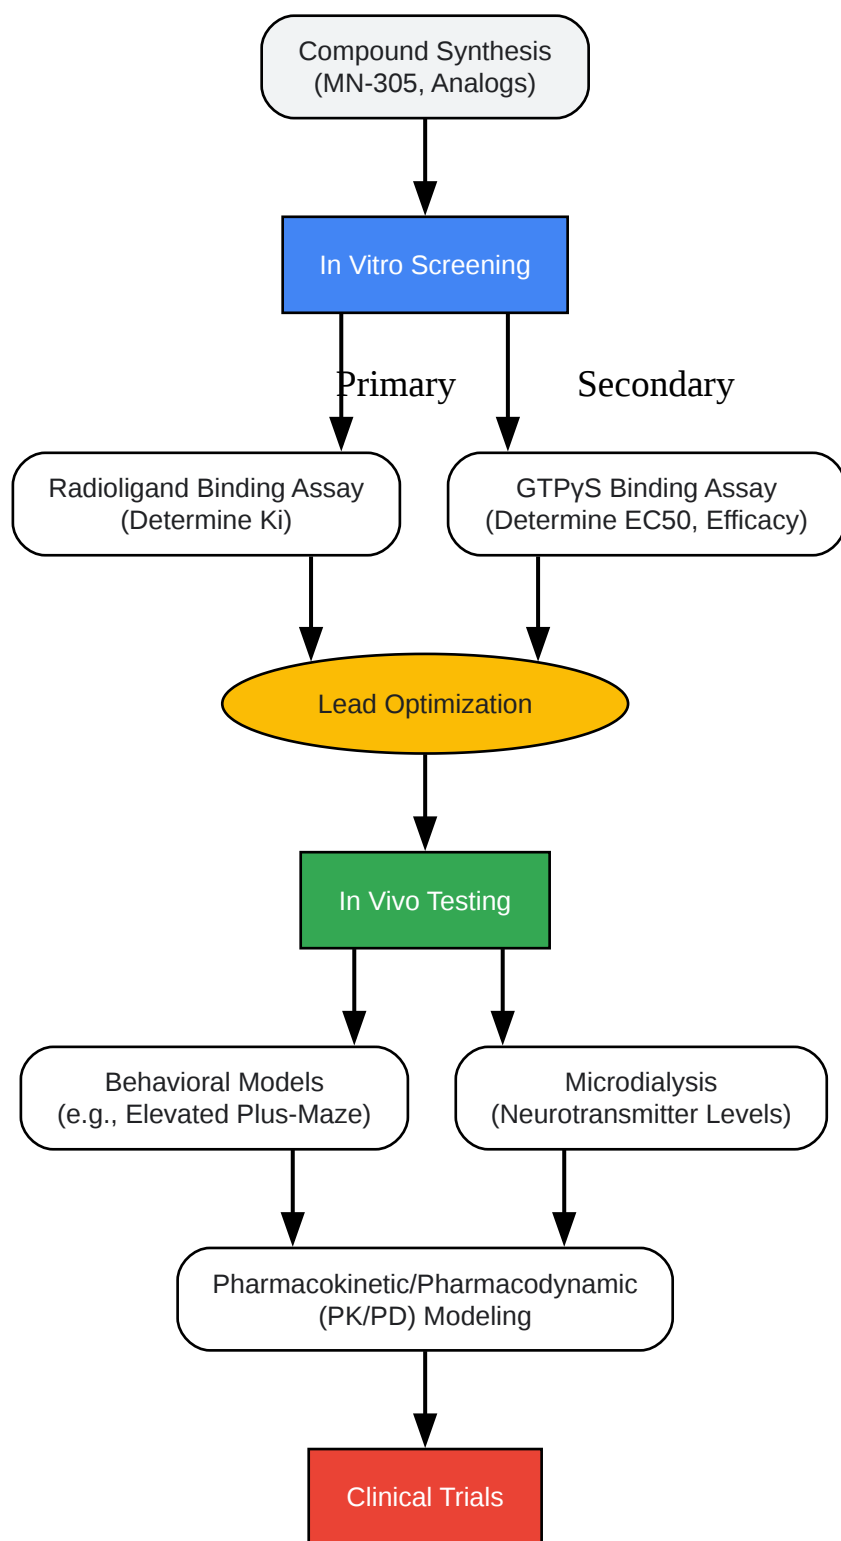 Compound Synthesis
(MN-305, Analogs)
In Vitro Screening
Primary
Secondary
Radioligand Binding Assay
(Determine Ki)
GTPγS Binding Assay
(Determine EC50, Efficacy)
Lead Optimization
In Vivo Testing
Behavioral Models
(e.g., Elevated Plus-Maze)
Microdialysis
(Neurotransmitter Levels)
Pharmacokinetic/Pharmacodynamic
(PK/PD) Modeling
Clinical Trials